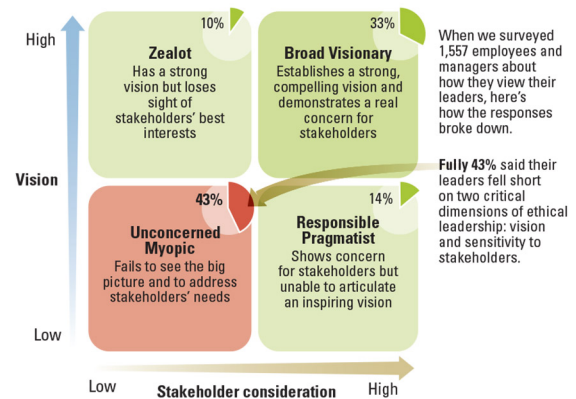 High
Vision
Low
10%
Zealot
Has a strong
vision but loses
sight of
stakeholders’ best
interests
33%
Broad Visionary
Establishes a strong,
compelling vision and
demonstrates a real
concern for
stakeholders
43%
Unconcerned
Myopic
Fails to see the big
picture and to address
stakeholders’ needs
14%
Responsible
Pragmatist
Shows concern
for stakeholders but
unable to articulate
an inspiring vision
Low
Stakeholder consideration
High
When we surveyed
1,557 employees and
managers about
how they view their
leaders, here’s
how the responses
broke down.
Fully 43% said their
leaders fell short
on two critical
dimensions of ethical
leadership: vision
and sensitivity to
stakeholders.